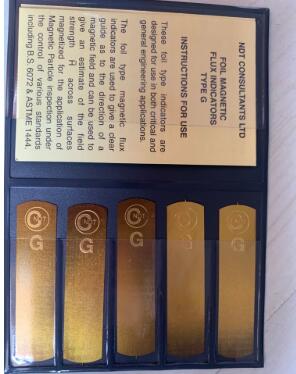 NDT CONSULTANTS LTD
FOIL MAGNETIC
FLUX INDICATORS
TYPE G
INSTRUCTIONS FOR USE
These foil type indicators are
designed for use in both critical and
general engineering applications.
The foil type magnetic flux
indicators are used to give a clear
guide as to the direction of a
magnetic field and can be used to
give an estimate of the field
strength H across surfaces
magnetized for the application of
Magnetic Particle inspection under
the control of various standards
including B.S. 6072 & ASTME 1444.
G
G
G
G
G